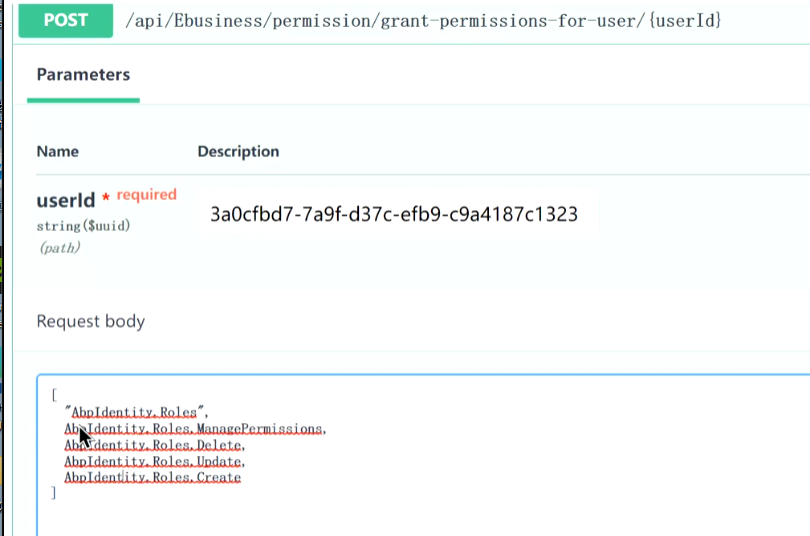 POST /api/Ebusiness/permission/grant-permissions-for-user/{userId}
Parameters
Name Description
userId * required
3a0cfbd7-7a9f-d37c-efb9-c9a4187c1323
string($uuid)
(path)
Request body
[
"AbpIdentity.Roles",
AbpIdentity.Roles.ManagePermissions,
AbpIdentity.Roles.Delete,
AbpIdentity.Roles.Update,
AbpIdentity.Roles.Create
]